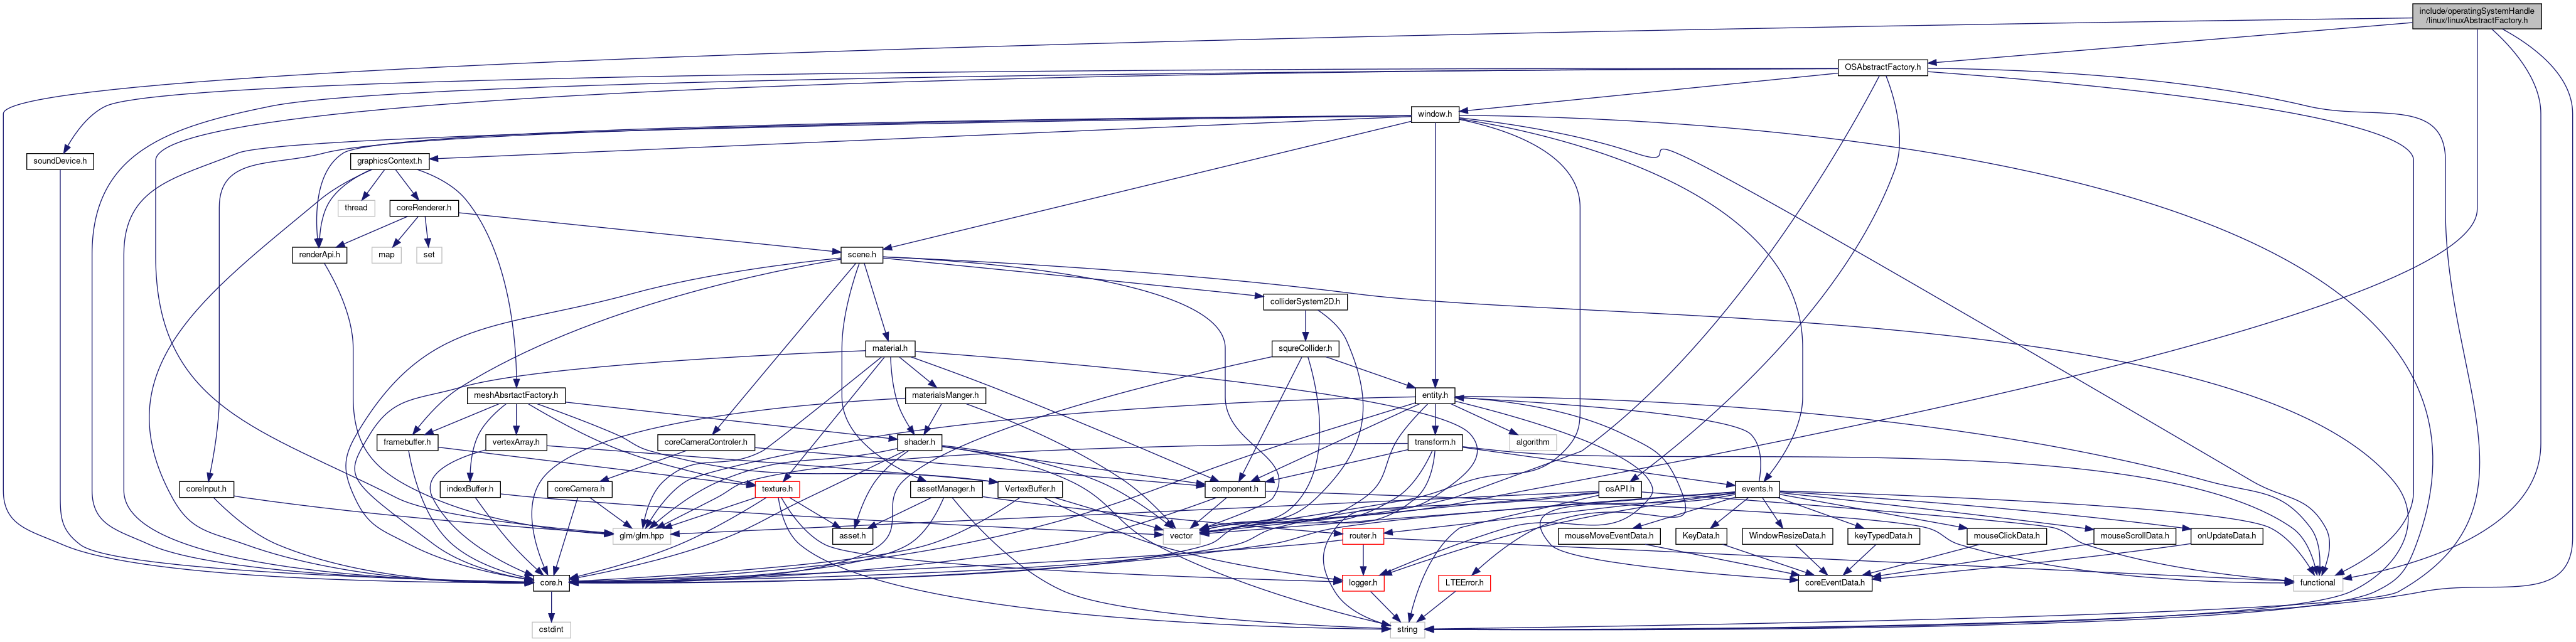 include/operatingSystemHandle
/linux/linuxAbstractFactory.h
OSAbstractFactory.h
window.h
soundDevice.h
graphicsContext.h
thread
coreRenderer.h
renderApi.h
map
set
scene.h
colliderSystem2D.h
material.h
squreCollider.h
meshAbsrtactFactory.h
materialsManger.h
entity.h
framebuffer.h
vertexArray.h
coreCameraControler.h
shader.h
transform.h
algorithm
coreInput.h
indexBuffer.h
coreCamera.h
texture.h
assetManager.h
VertexBuffer.h
component.h
osAPI.h
events.h
glm/glm.hpp
asset.h
vector
router.h
mouseMoveEventData.h
KeyData.h
WindowResizeData.h
keyTypedData.h
mouseClickData.h
mouseScrollData.h
onUpdateData.h
core.h
logger.h
LTEError.h
coreEventData.h
functional
cstdint
string